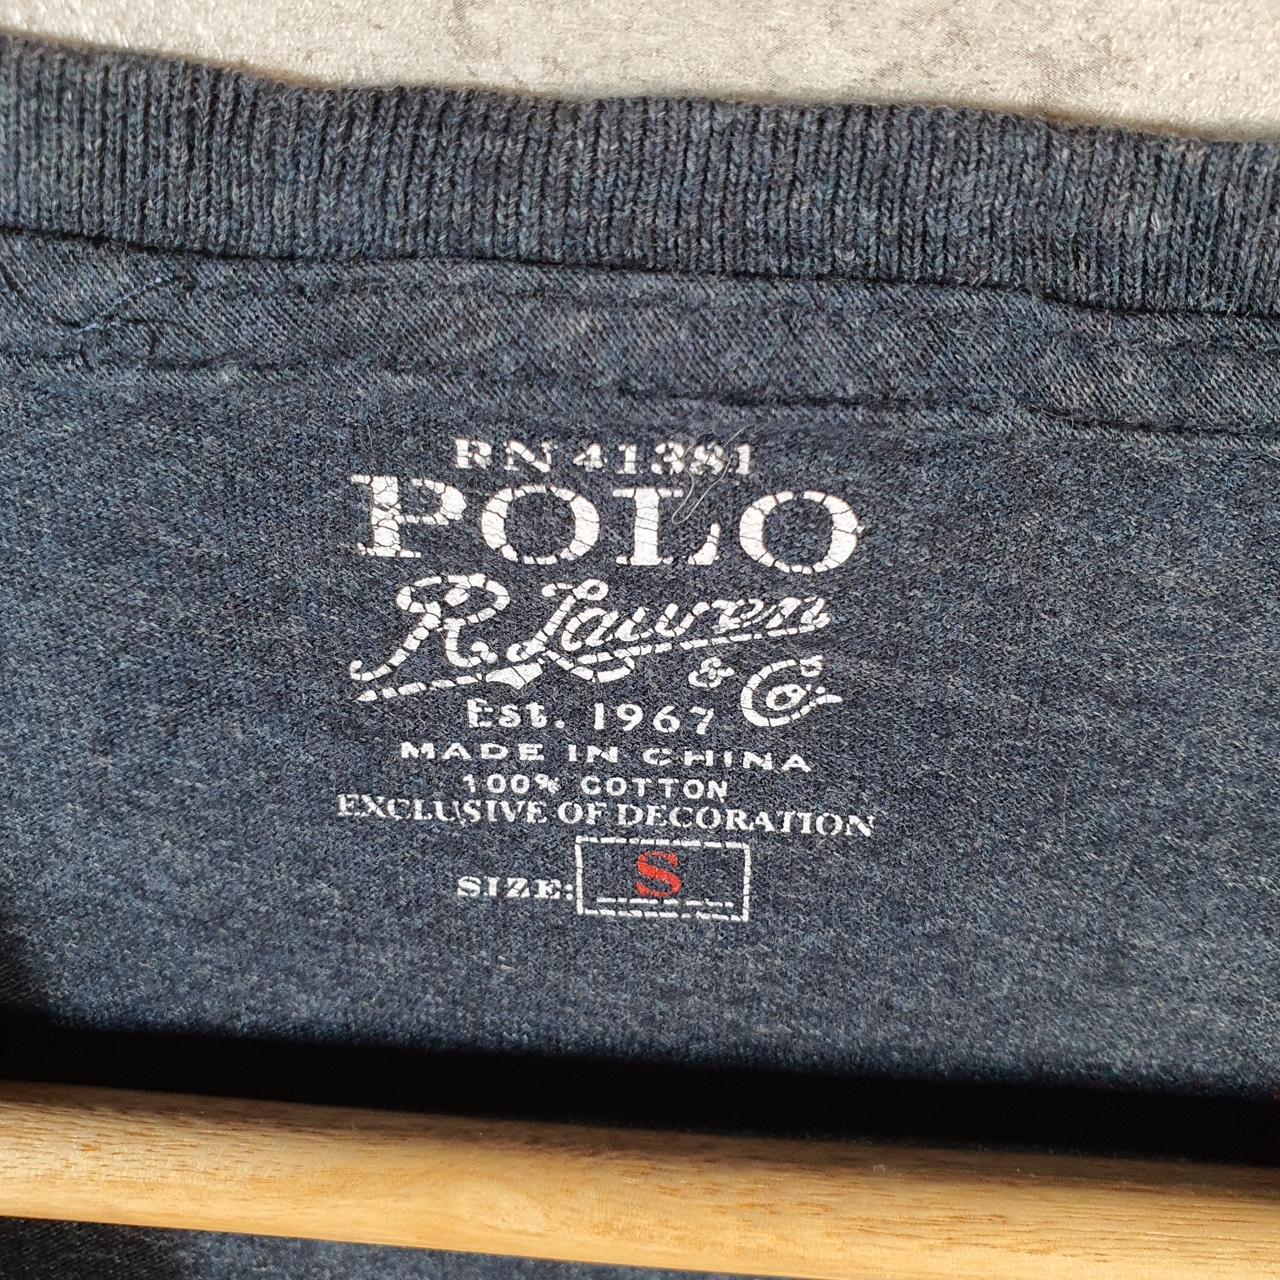 RN 41381
POLO
R. Lauren
& Co.
Est. 1967
MADE IN CHINA
100% COTTON
EXCLUSIVE OF DECORATION
SIZE: S